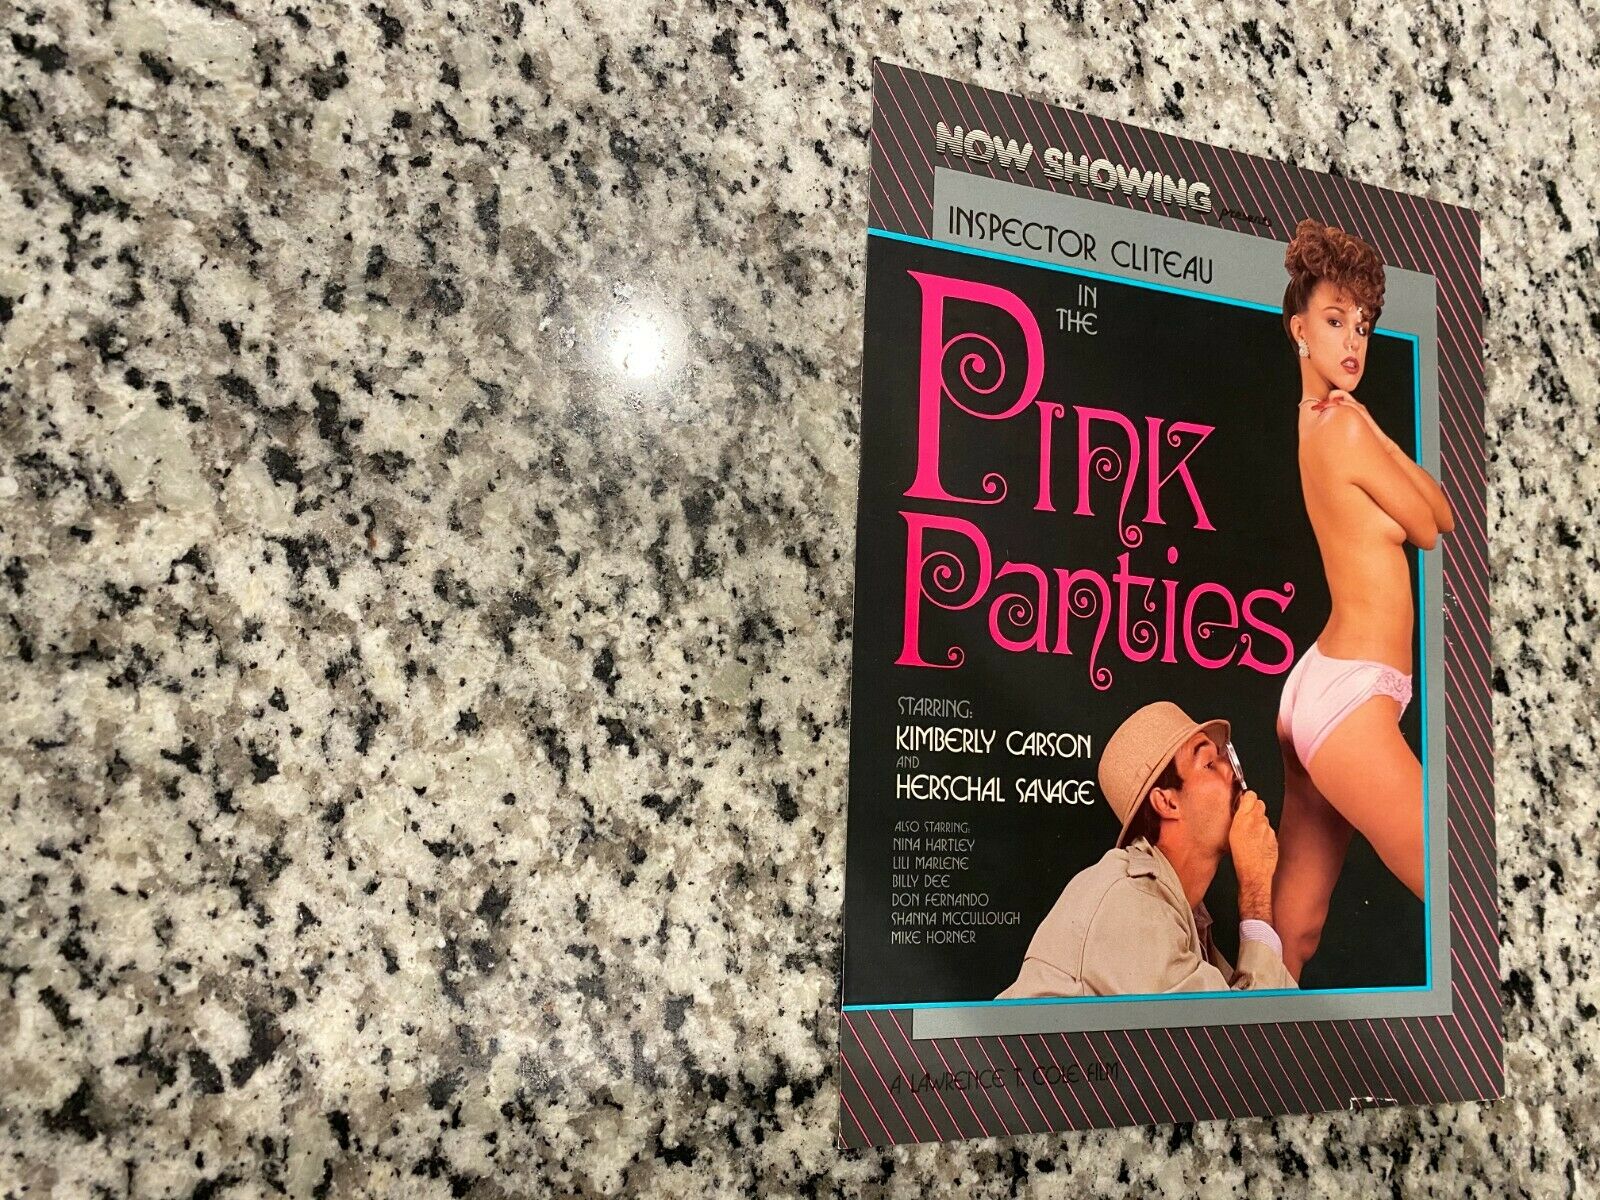 NOW SHOWING presents
INSPECTOR CLITEAU
IN
THE
PINK
PANTIES
STARRING:
KIMBERLY CARSON
AND
HERSCHAL SAVAGE
ALSO STARRING:
NINA HARTLEY
LILI MARLENE
BILLY DEE
DON FERNANDO
SHANNA MCCULLOUGH
MIKE HORNER
A LAWRENCE T. COLE FILM